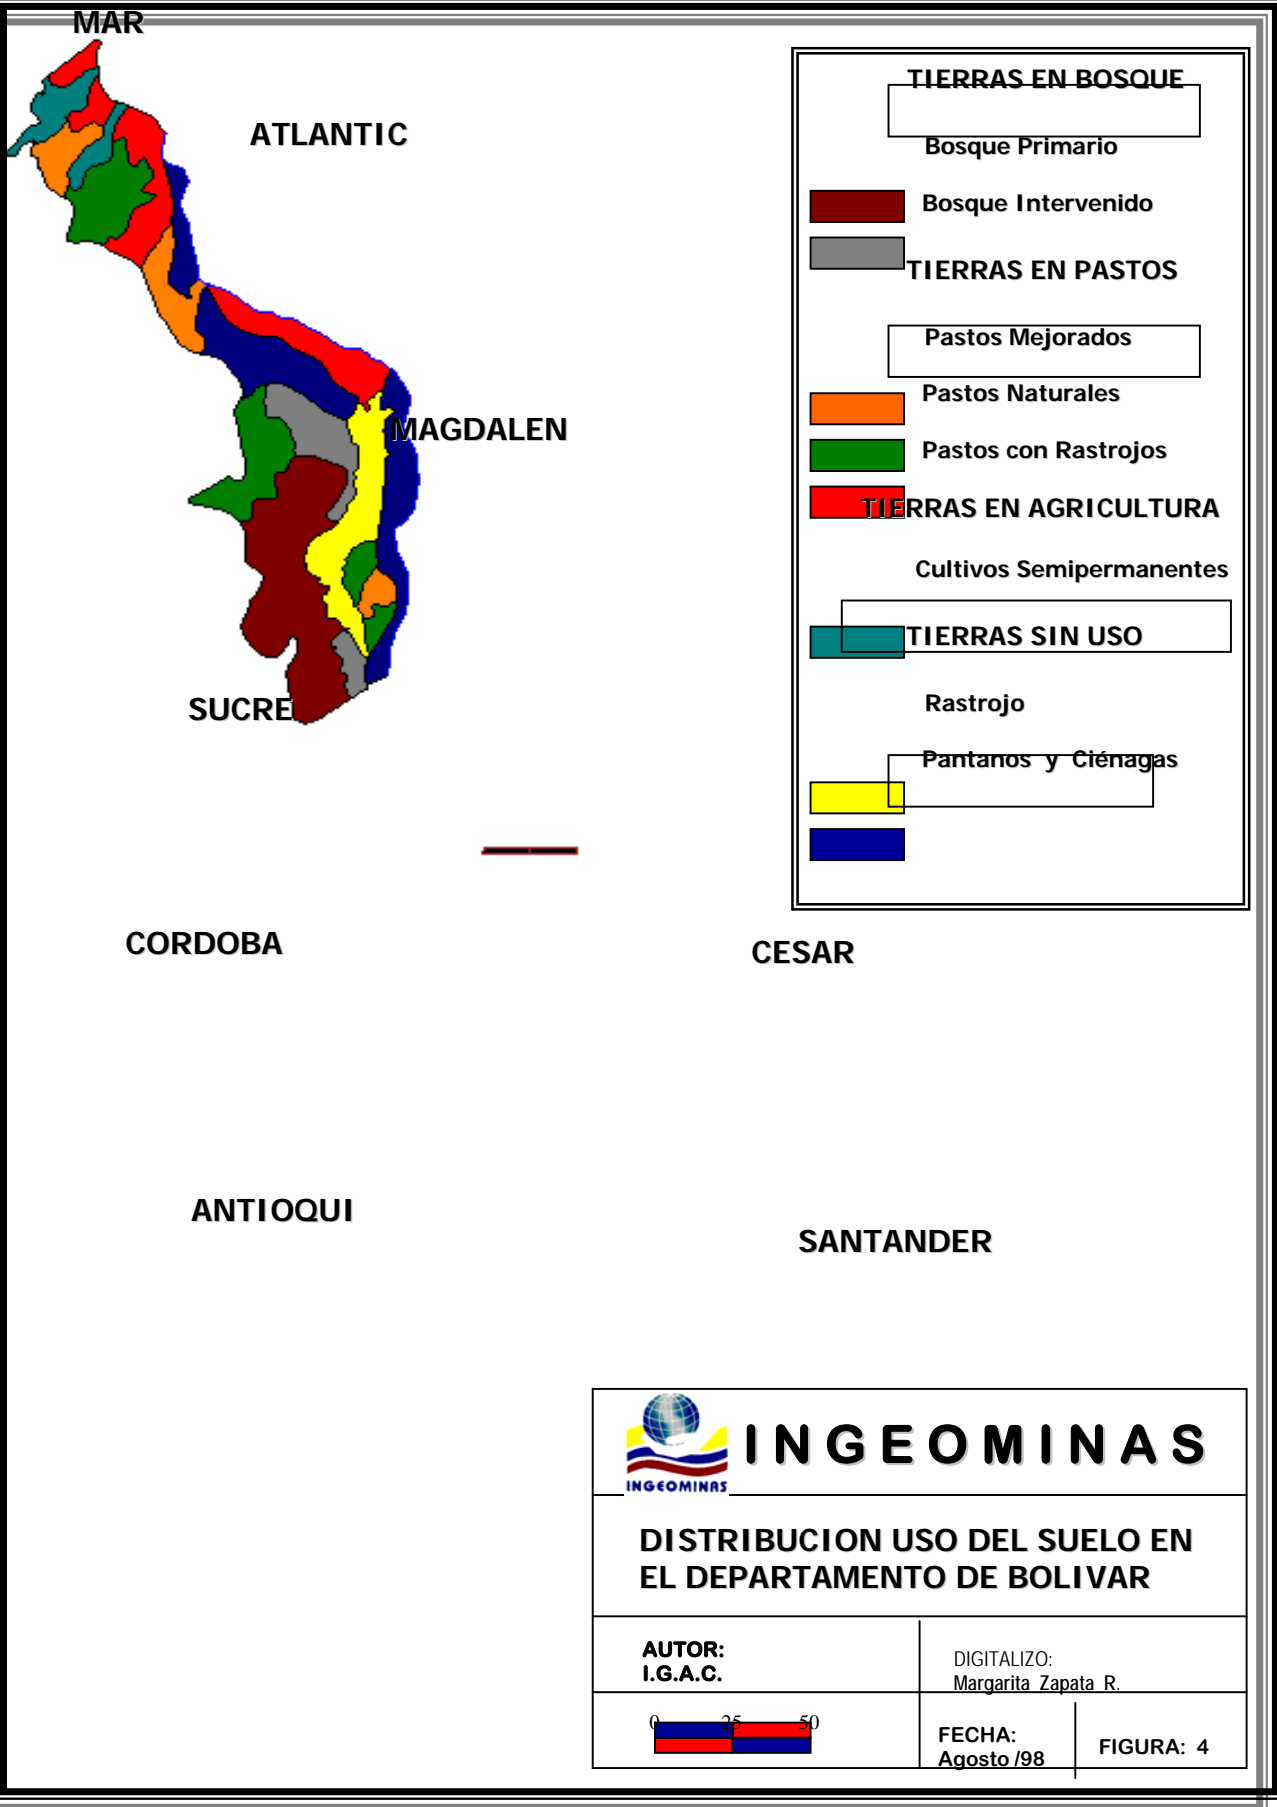 MAR
ATLANTIC
MAGDALEN
SUCRE
CORDOBA
CESAR
ANTIOQUI
SANTANDER
TIERRAS EN BOSQUE
Bosque Primario
Bosque Intervenido
TIERRAS EN PASTOS
Pastos Mejorados
Pastos Naturales
Pastos con Rastrojos
TIERRAS EN AGRICULTURA
Cultivos Semipermanentes
TIERRAS SIN USO
Rastrojo
Pantanos y Ciénagas
INGEOMINAS
INGEOMINAS
DISTRIBUCION USO DEL SUELO EN
EL DEPARTAMENTO DE BOLIVAR
AUTOR:
I.G.A.C.
DIGITALIZO:
Margarita Zapata R.
0 25 50
FECHA:
Agosto /98
FIGURA: 4